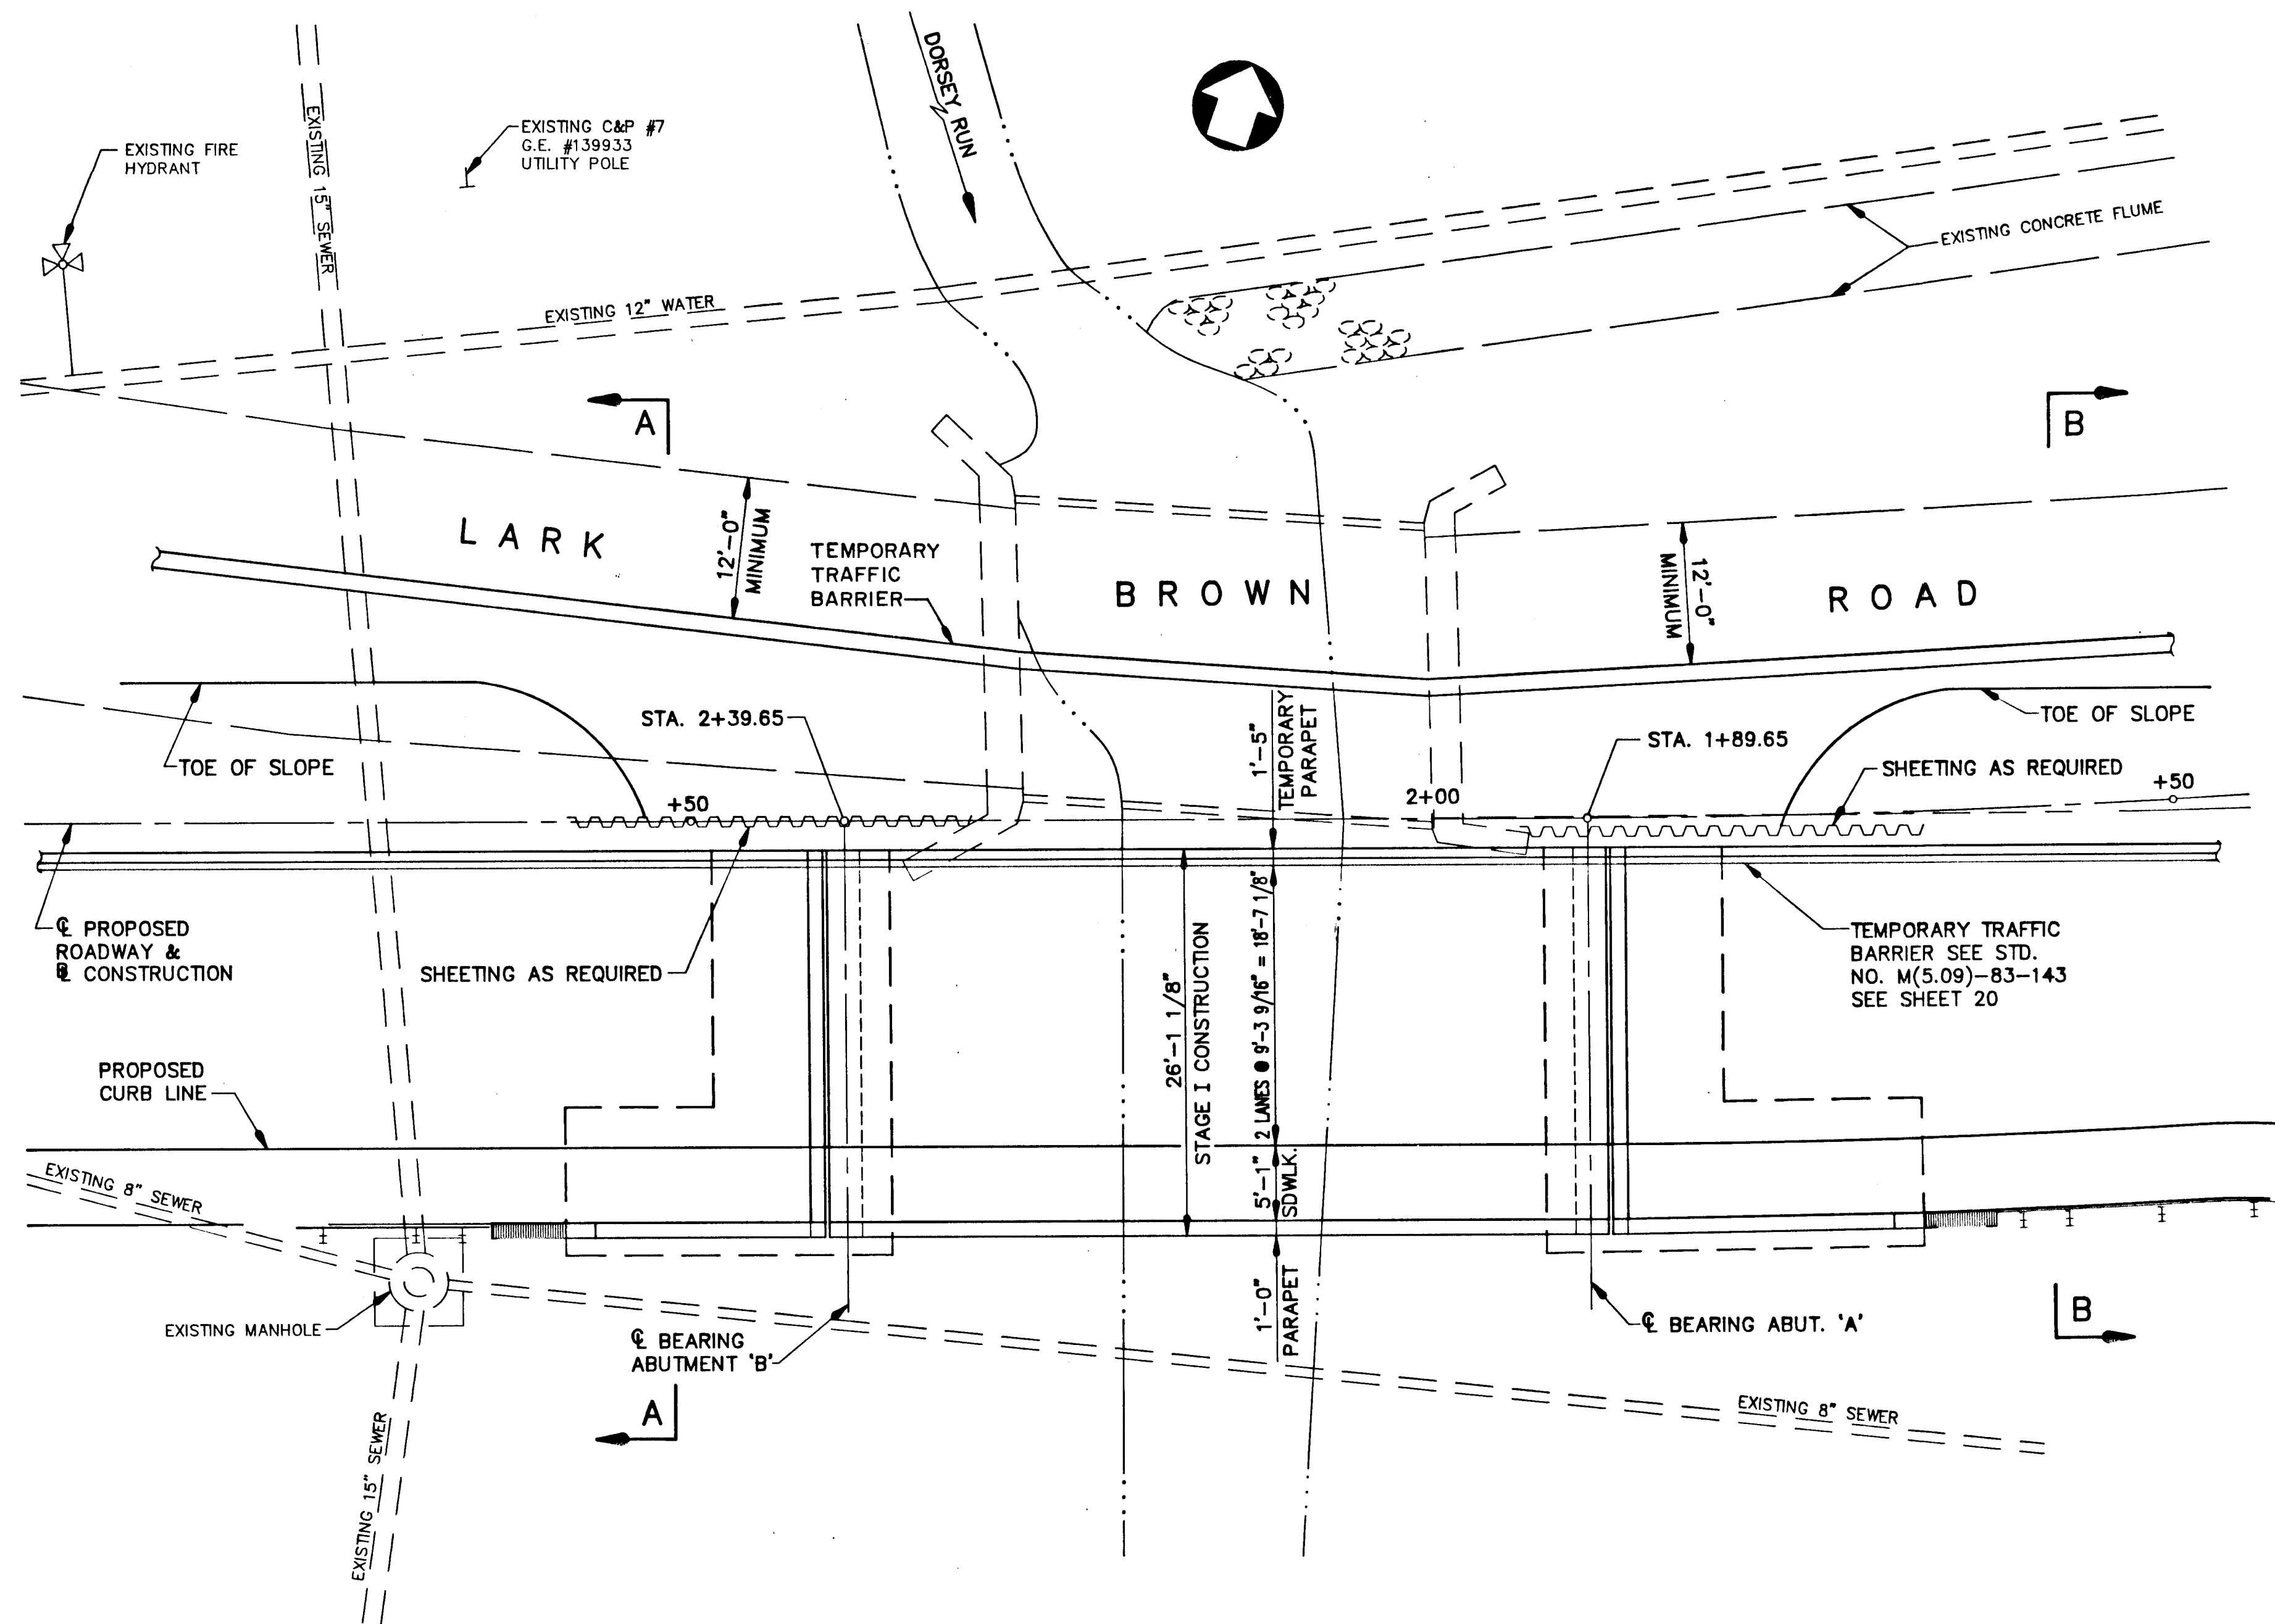 DORSEY RUN
EXISTING 15" SEWER
EXISTING C&P #7
G.E. #139933
UTILITY POLE
EXISTING FIRE
HYDRANT
EXISTING CONCRETE FLUME
EXISTING 12" WATER
A
B
LARK
12'-0"
MINIMUM
TEMPORARY
TRAFFIC
BARRIER
BROWN
12'-0"
MINIMUM
ROAD
STA. 2+39.65
1'-5"
TEMPORARY
PARAPET
STA. 1+89.65
TOE OF SLOPE
TOE OF SLOPE
SHEETING AS REQUIRED
+50
2+00
+50
℄ PROPOSED
ROADWAY &
BL CONSTRUCTION
SHEETING AS REQUIRED
26'-1 1/8"
STAGE I CONSTRUCTION
2 LANES @ 9'-3 9/16" = 18'-7 1/8"
TEMPORARY TRAFFIC
BARRIER SEE STD.
NO. M(5.09)-83-143
SEE SHEET 20
PROPOSED
CURB LINE
5'-1"
SDWLK.
EXISTING 8" SEWER
1'-0"
PARAPET
EXISTING MANHOLE
℄ BEARING
ABUTMENT 'B'
℄ BEARING ABUT. 'A'
B
A
EXISTING 8" SEWER
EXISTING 15" SEWER